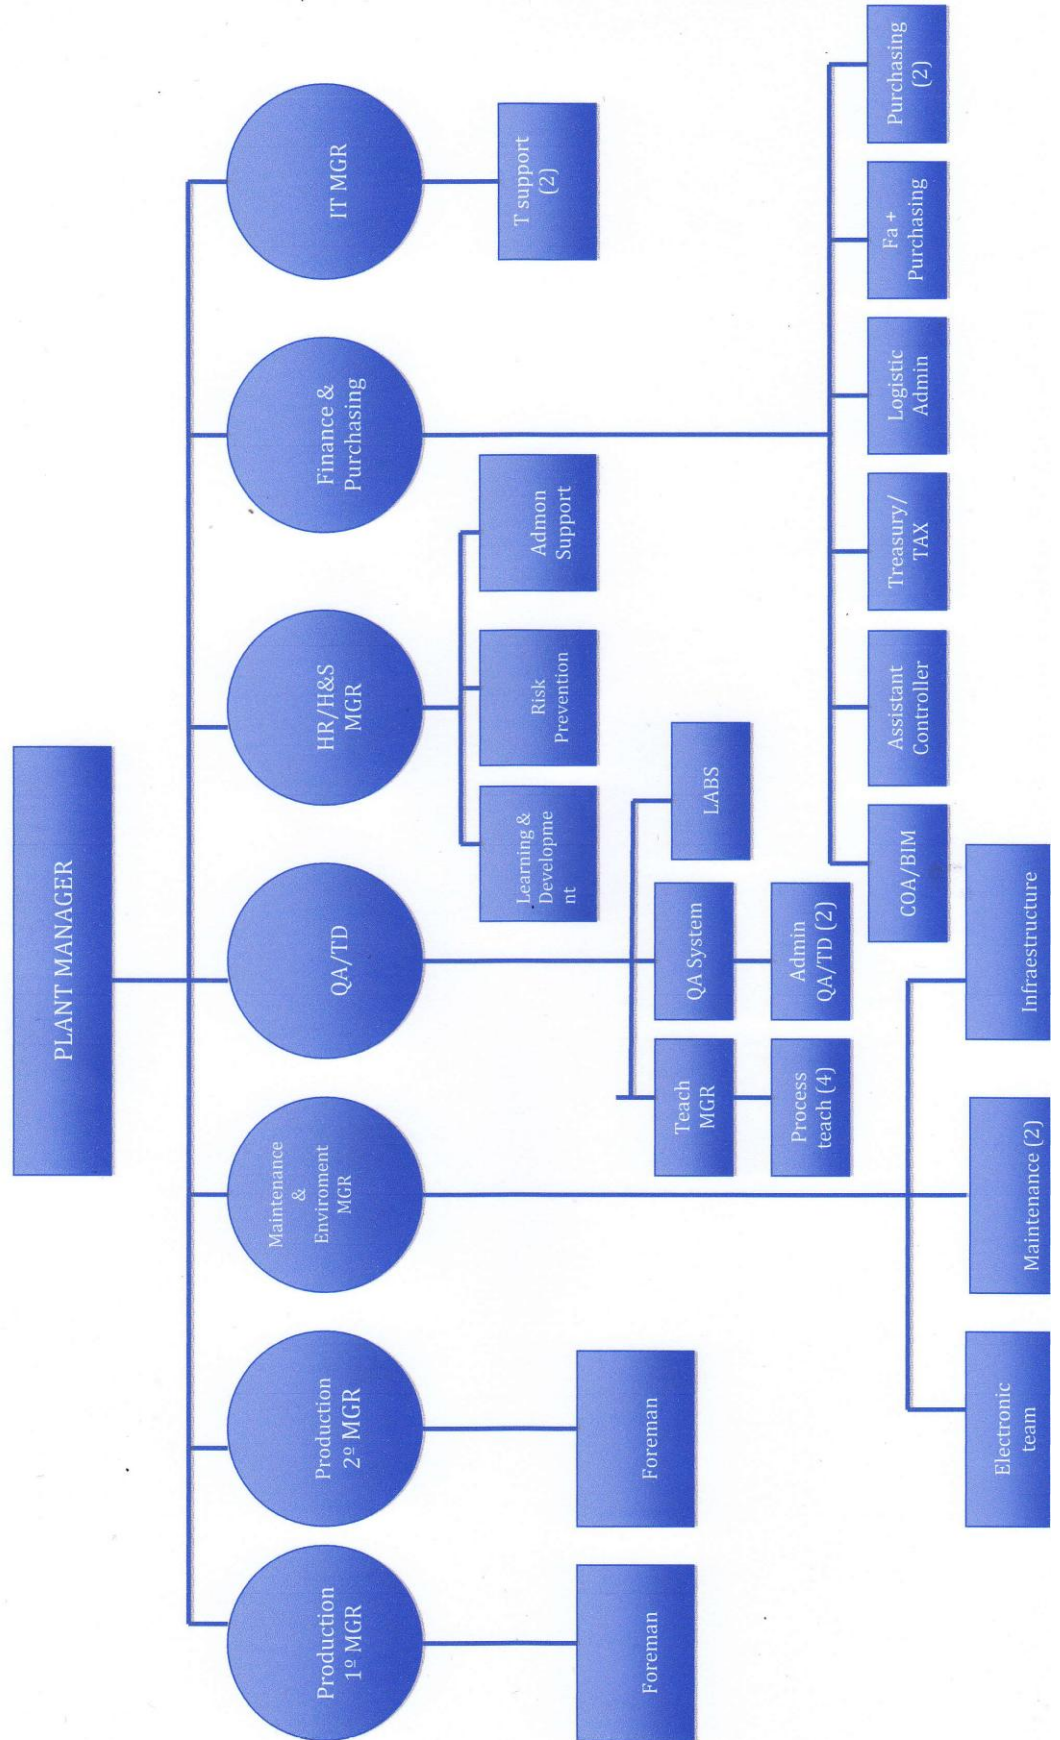 PLANT MANAGER
Production
1º MGR
Production
2º MGR
Maintenance
&
Enviroment
MGR
QA/TD
HR/H&S
MGR
Finance &
Purchasing
IT MGR
Foreman
Foreman
Learning &
Developme
nt
Risk
Prevention
Admon
Support
T support
(2)
Teach
MGR
QA System
LABS
Process
teach (4)
Admin
QA/TD (2)
COA/BIM
Assistant
Controller
Treasury/
TAX
Logistic
Admin
Fa +
Purchasing
Purchasing
(2)
Electronic
team
Maintenance (2)
Infraestructure